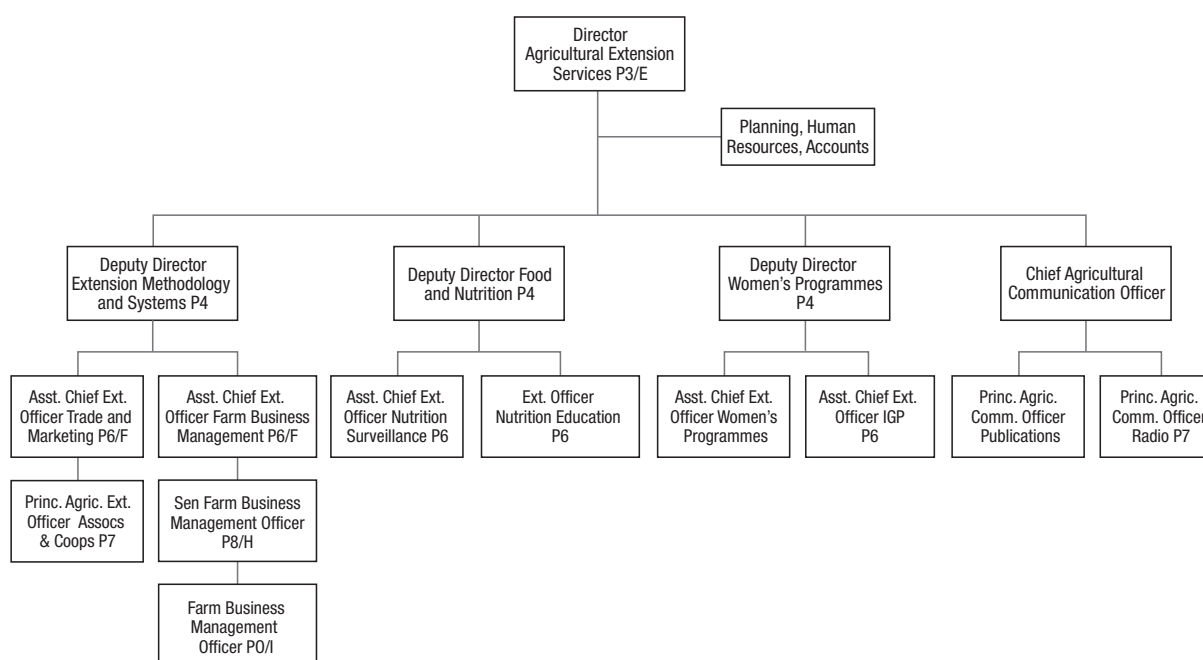 Director
Agricultural Extension
Services P3/E
Planning, Human
Resources, Accounts
Deputy Director
Extension Methodology
and Systems P4
Deputy Director Food
and Nutrition P4
Deputy Director
Women's Programmes
P4
Chief Agricultural
Communication Officer
Asst. Chief Ext.
Officer Trade and
Marketing P6/F
Asst. Chief Ext.
Officer Farm Business
Management P6/F
Asst. Chief Ext.
Officer Nutrition
Surveillance P6
Ext. Officer
Nutrition Education
P6
Asst. Chief Ext.
Officer Women's
Programmes
Asst. Chief Ext.
Officer IGP
P6
Princ. Agric.
Comm. Officer
Publications
Princ. Agric.
Comm. Officer
Radio P7
Princ. Agric. Ext.
Officer Assocs
& Coops P7
Sen Farm Business
Management Officer
P8/H
Farm Business
Management
Officer PO/I